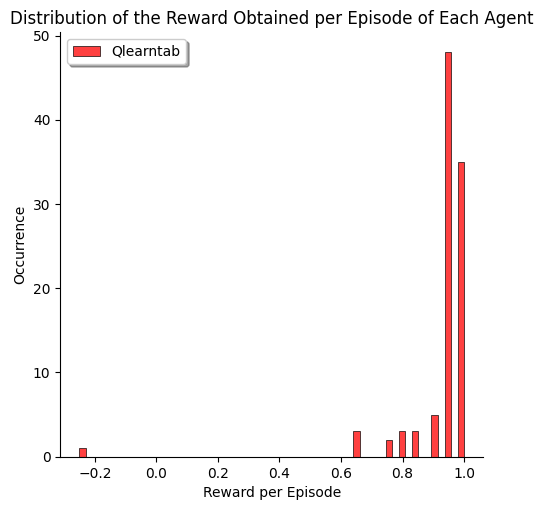 Distribution of the Reward Obtained per Episode of Each Agent
Qlearntab
50
40
30
20
10
0
Occurrence
−0.2 0.0 0.2 0.4 0.6 0.8 1.0
Reward per Episode